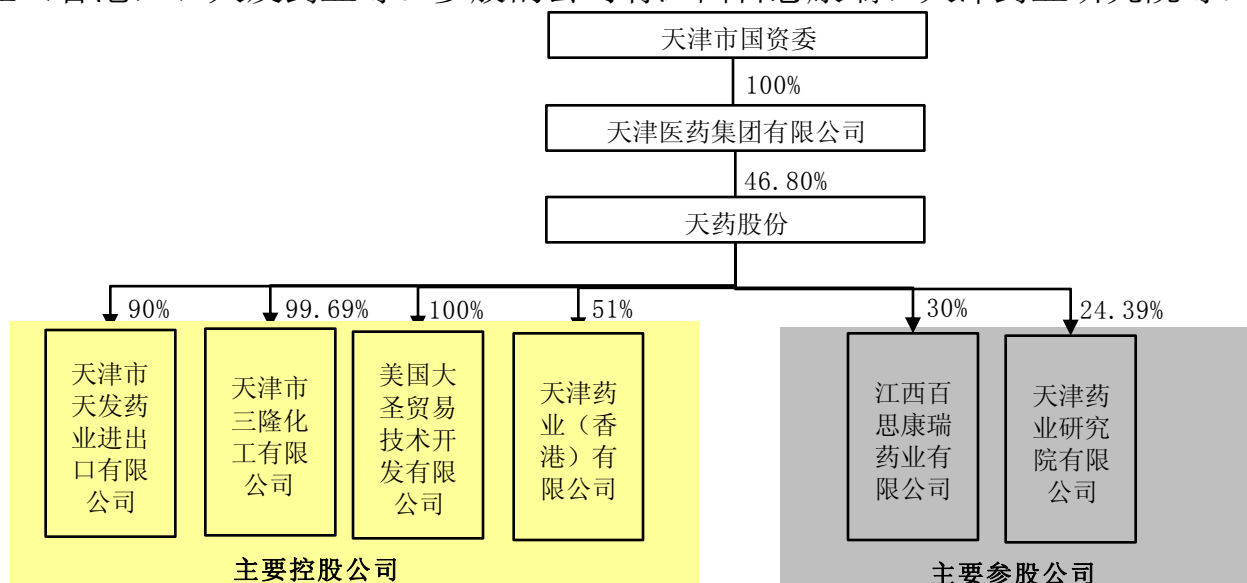 天津市国资委
100%
天津医药集团有限公司
46.80%
天药股份
90%
99.69%
100%
51%
30%
24.39%
天津市
天发药
业进出
口有限
公司
天津市
三隆化
工有限
公司
美国大
圣贸易
技术开
发有限
公司
天津药
业（香
港）有
限公司
江西百
思康瑞
药业有
限公司
天津药
业研究
院有限
公司
主要控股公司
主要参股公司